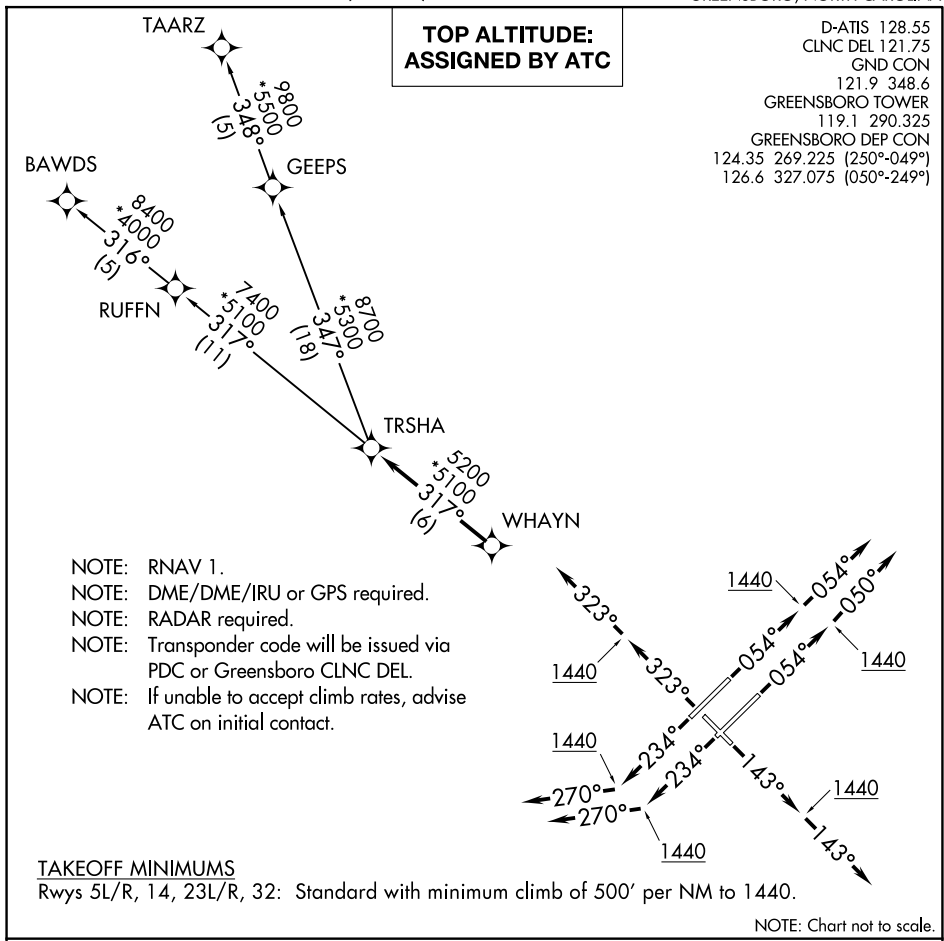 GREENSBORO, NORTH CAROLINA
TOP ALTITUDE:
ASSIGNED BY ATC
D-ATIS 128.55
CLNC DEL 121.75
GND CON
121.9 348.6
GREENSBORO TOWER
119.1 290.325
GREENSBORO DEP CON
124.35 269.225 (250°-049°)
126.6 327.075 (050°-249°)
TAARZ
9800
*5500
348°
(5)
GEEPS
BAWDS
8400
*4000
316°
(5)
RUFFN
7400
*5100
317°
(11)
8700
*5300
347°
(18)
TRSHA
5200
*5100
317°
(6)
WHAYN
NOTE: RNAV 1.
NOTE: DME/DME/IRU or GPS required.
NOTE: RADAR required.
NOTE: Transponder code will be issued via
PDC or Greensboro CLNC DEL.
NOTE: If unable to accept climb rates, advise
ATC on initial contact.
323°
1440
323°
1440
054°
054°
050°
054°
1440
1440
234°
270°
234°
270°
1440
143°
1440
143°
TAKEOFF MINIMUMS
Rwys 5L/R, 14, 23L/R, 32: Standard with minimum climb of 500' per NM to 1440.
NOTE: Chart not to scale.